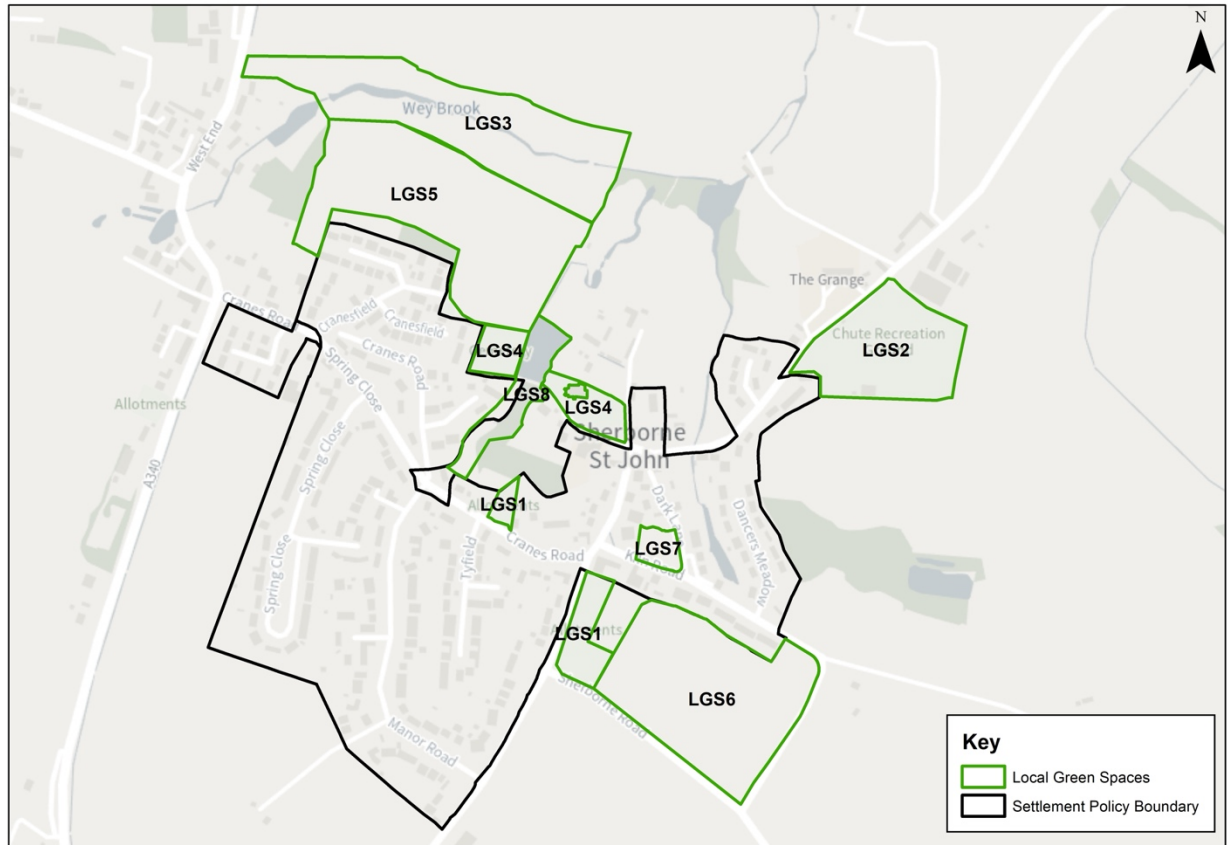 N
Wey Brook
LGS3
West End
LGS5
The Grange
Cranes Road
Cranesfield
Cranesfield
Chute Recreation
LGS2
LGS4
Cranes Road
Spring Close
LGS8
LGS4
Allotments
Sherborne
St John
A340
Spring Close
LGS1
Dark Lane
Dancers Meadow
Cranes Road
LGS7
Road
Tyfield
Spring Close
LGS1
Sherborne Road
LGS6
Manor Road
Key
Local Green Spaces
Settlement Policy Boundary